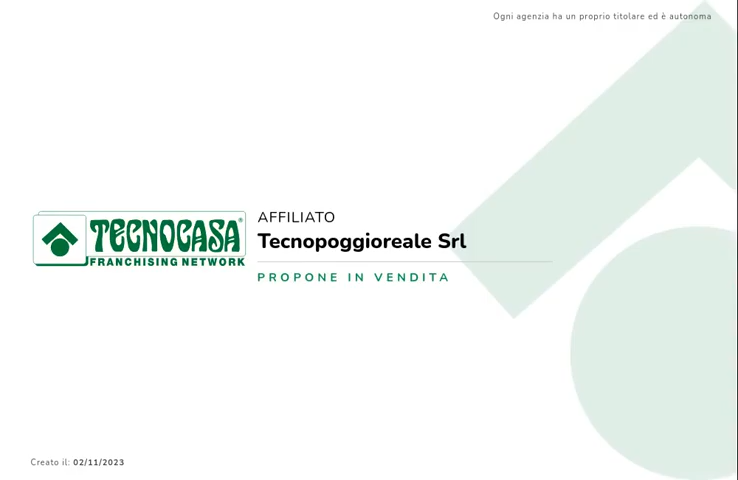 Ogni agenzia ha un proprio titolare ed è autonoma
TECNOCASA®
FRANCHISING NETWORK
AFFILIATO
Tecnopoggioreale Srl
PROPONE IN VENDITA
Creato il: 02/11/2023